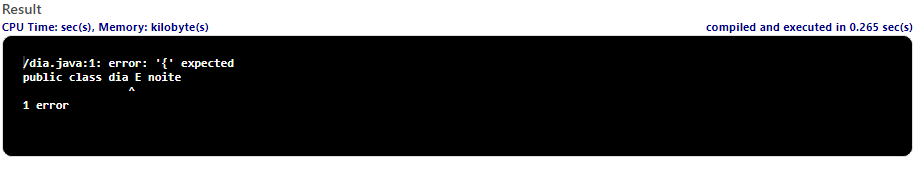 Result
CPU Time: sec(s), Memory: kilobyte(s) compiled and executed in 0.265 sec(s)
/dia.java:1: error: '{' expected
public class dia E noite
^
1 error